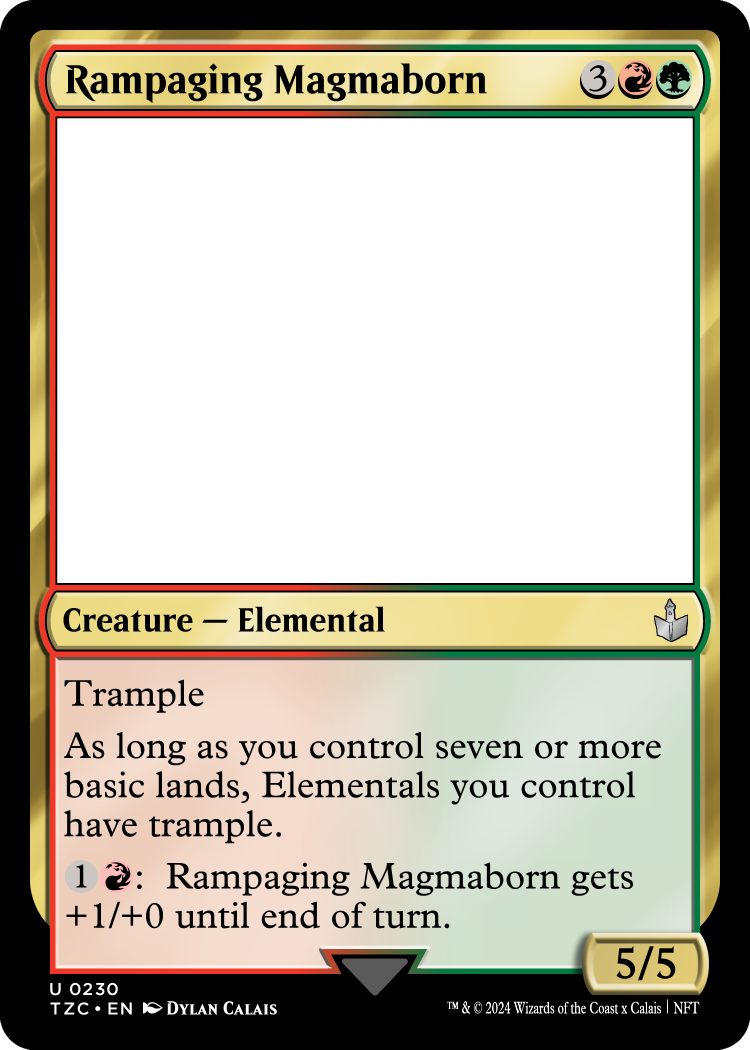 Rampaging Magmaborn 3
Creature — Elemental
Trample
As long as you control seven or more
basic lands, Elementals you control
have trample.
1 : Rampaging Magmaborn gets
+1/+0 until end of turn.
5/5
U 0230
TZC • EN DYLAN CALAIS
™ & © 2024 Wizards of the Coast x Calais | NFT